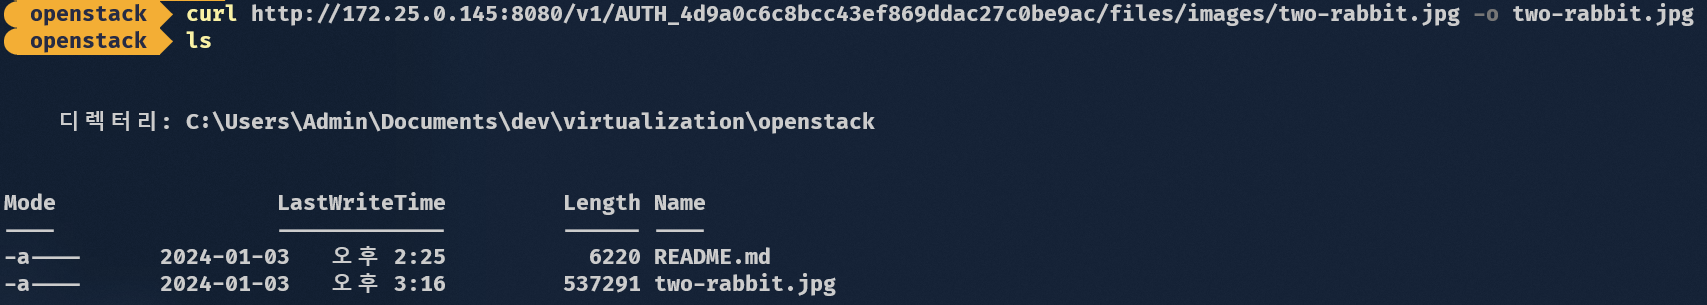 openstack curl http://172.25.0.145:8080/v1/AUTH_4d9a0c6c8bcc43ef869ddac27c0be9ac/files/images/two-rabbit.jpg -o two-rabbit.jpg
openstack ls
디렉터리: C:\Users\Admin\Documents\dev\virtualization\openstack
Mode LastWriteTime Length Name
---- ------------- ------ ----
-a---- 2024-01-03 오후 2:25 6220 README.md
-a---- 2024-01-03 오후 3:16 537291 two-rabbit.jpg